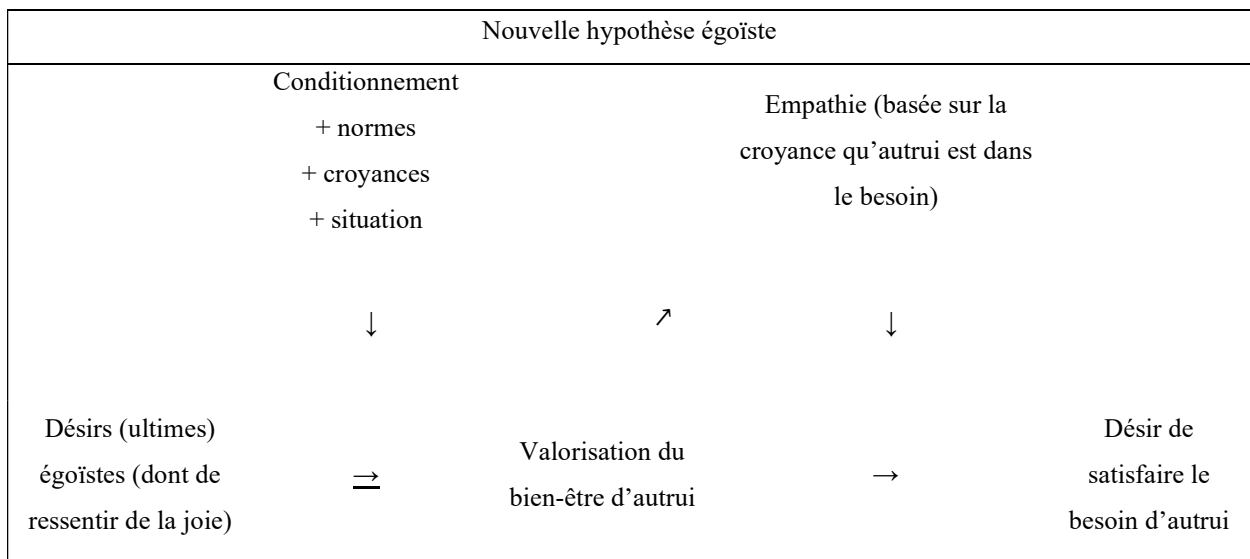 Nouvelle hypothèse égoïste
Conditionnement
+ normes
+ croyances
+ situation
Empathie (basée sur la
croyance qu’autrui est dans
le besoin)
↓
↗
↓
Désirs (ultimes)
égoïstes (dont de
ressentir de la joie)
→
Valorisation du
bien-être d’autrui
→
Désir de
satisfaire le
besoin d’autrui